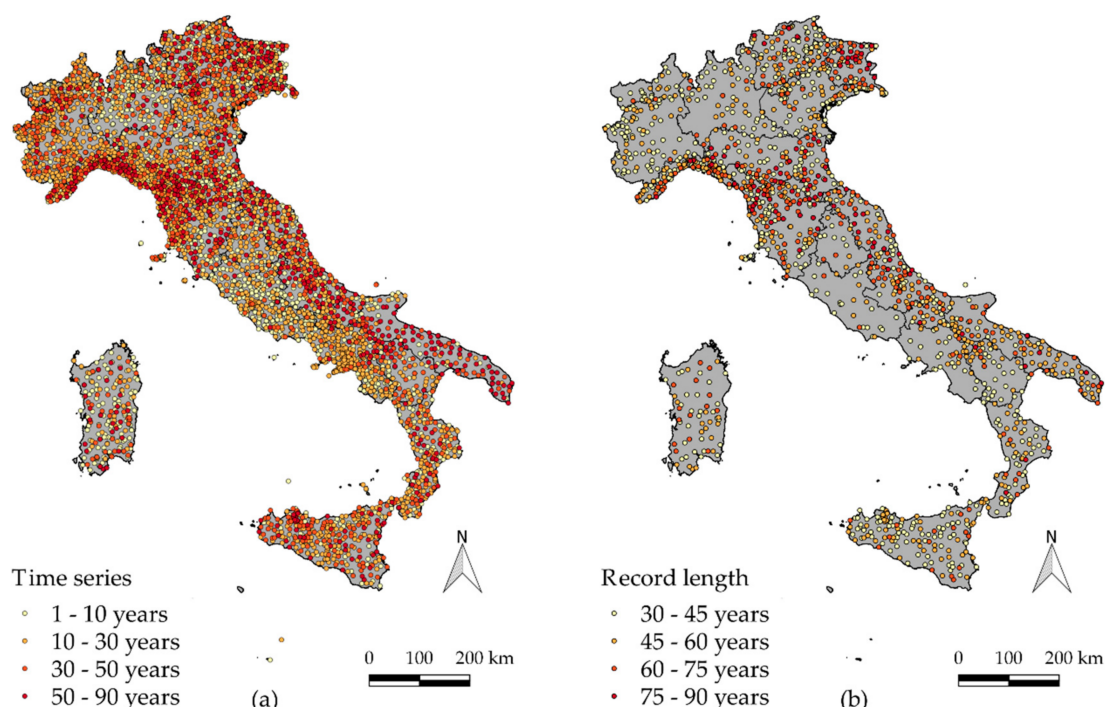 N
Time series
1 - 10 years
10 - 30 years
30 - 50 years
50 - 90 years
0 100 200 km
(a)
N
Record length
30 - 45 years
45 - 60 years
60 - 75 years
75 - 90 years
0 100 200 km
(b)